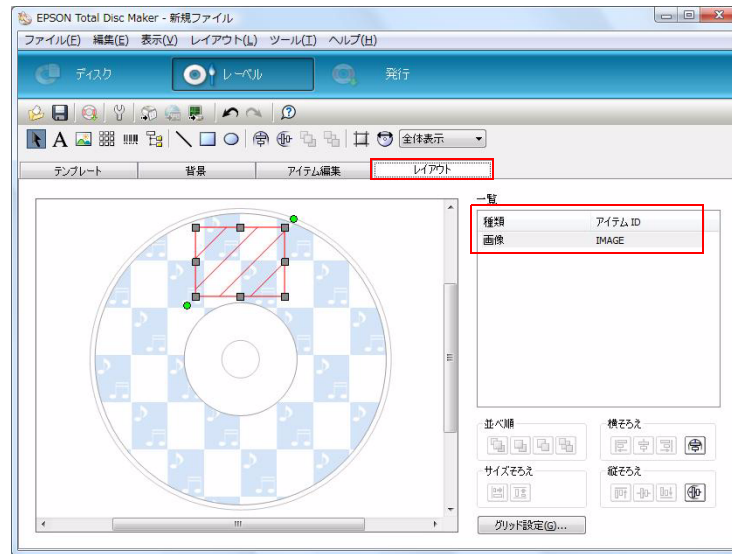 EPSON Total Disc Maker - 新規ファイル
ファイル(F) 編集(E) 表示(V) レイアウト(L) ツール(T) ヘルプ(H)
ディスク レーベル 発行
A 全体表示
テンプレート 背景 アイテム編集 レイアウト
一覧
種類 アイテム ID
画像 IMAGE
並べ順 横そろえ
サイズそろえ 縦そろえ
グリッド設定(G)...